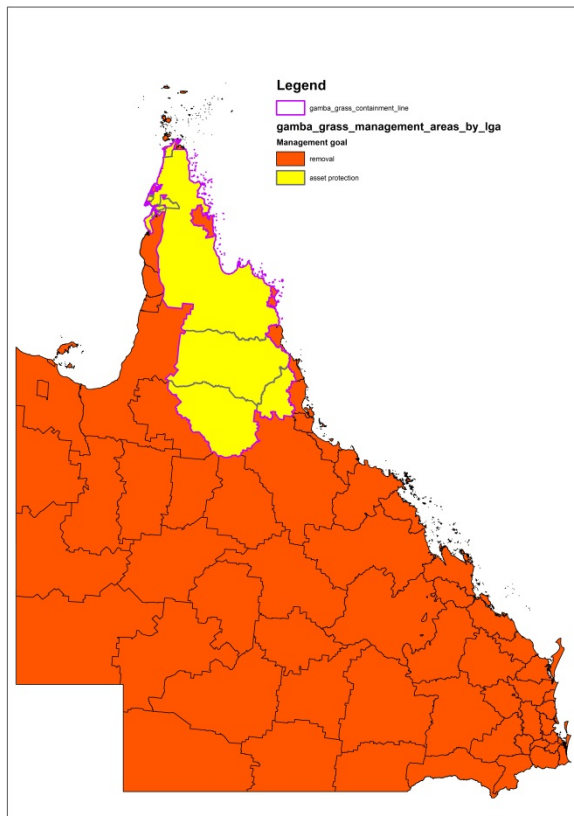 Legend
gamba_grass_containment_line
gamba_grass_management_areas_by_lga
Management goal
removal
asset protection